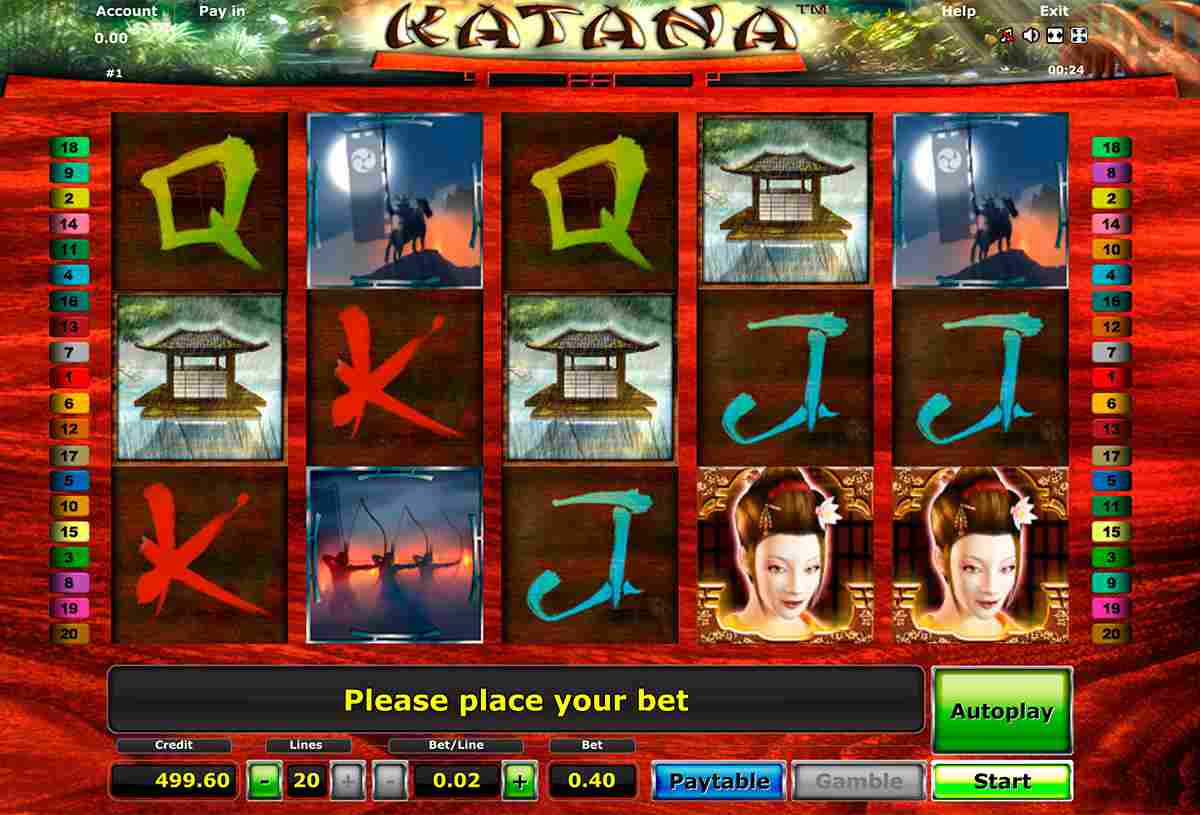 Account Pay in KATANA™ Help Exit
0.00
#1 00:24
Q Q
18 18
9 8
2 2
14 14
11 10
4 4
16 16
13 12
7 K J J 7
1 1
6 6
12 13
17 17
5 5
10 11
15 K J 15
3 3
8 9
19 19
20 20
Please place your bet
Autoplay
Credit Lines Bet/Line Bet
499.60 - 20 + - 0.02 + 0.40 Paytable Gamble Start